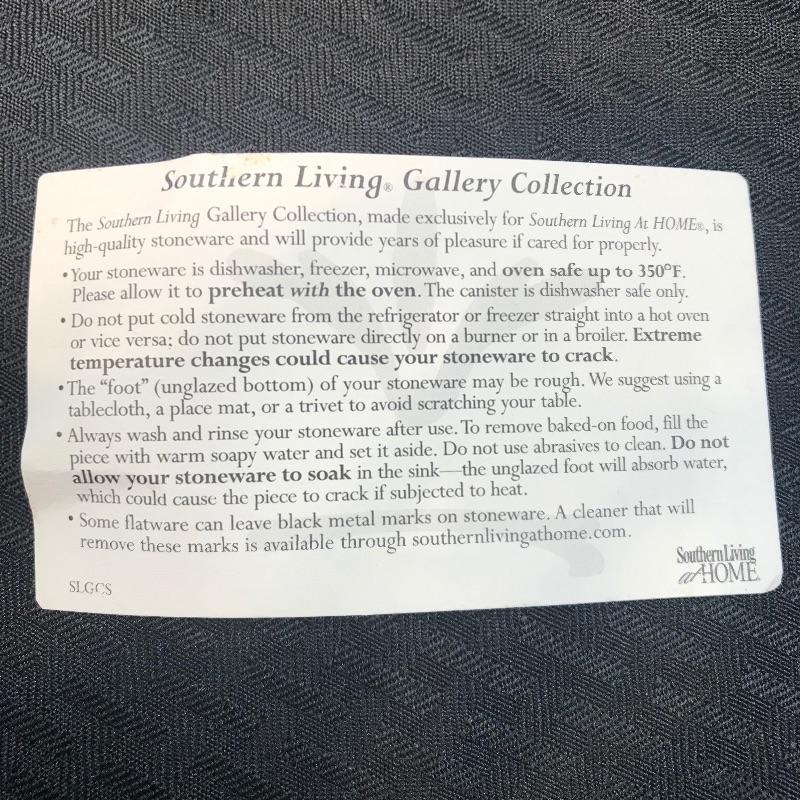 Southern Living® Gallery Collection
The Southern Living Gallery Collection, made exclusively for Southern Living At HOME®, is
high-quality stoneware and will provide years of pleasure if cared for properly.
• Your stoneware is dishwasher, freezer, microwave, and oven safe up to 350°F.
Please allow it to preheat with the oven. The canister is dishwasher safe only.
• Do not put cold stoneware from the refrigerator or freezer straight into a hot oven
or vice versa; do not put stoneware directly on a burner or in a broiler. Extreme
temperature changes could cause your stoneware to crack.
• The “foot” (unglazed bottom) of your stoneware may be rough. We suggest using a
tablecloth, a place mat, or a trivet to avoid scratching your table.
• Always wash and rinse your stoneware after use. To remove baked-on food, fill the
piece with warm soapy water and set it aside. Do not use abrasives to clean. Do not
allow your stoneware to soak in the sink—the unglazed foot will absorb water,
which could cause the piece to crack if subjected to heat.
• Some flatware can leave black metal marks on stoneware. A cleaner that will
remove these marks is available through southernlivingathome.com.
Southern Living
at HOME.
SLGCS